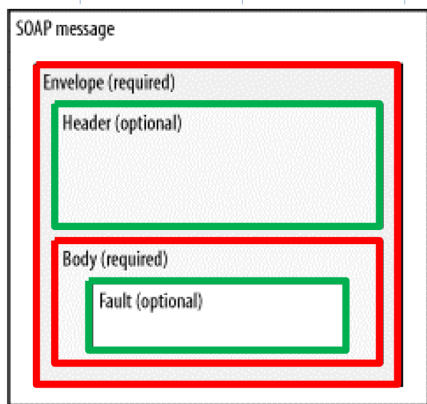 SOAP message
Envelope (required)
Header (optional)
Body (required)
Fault (optional)